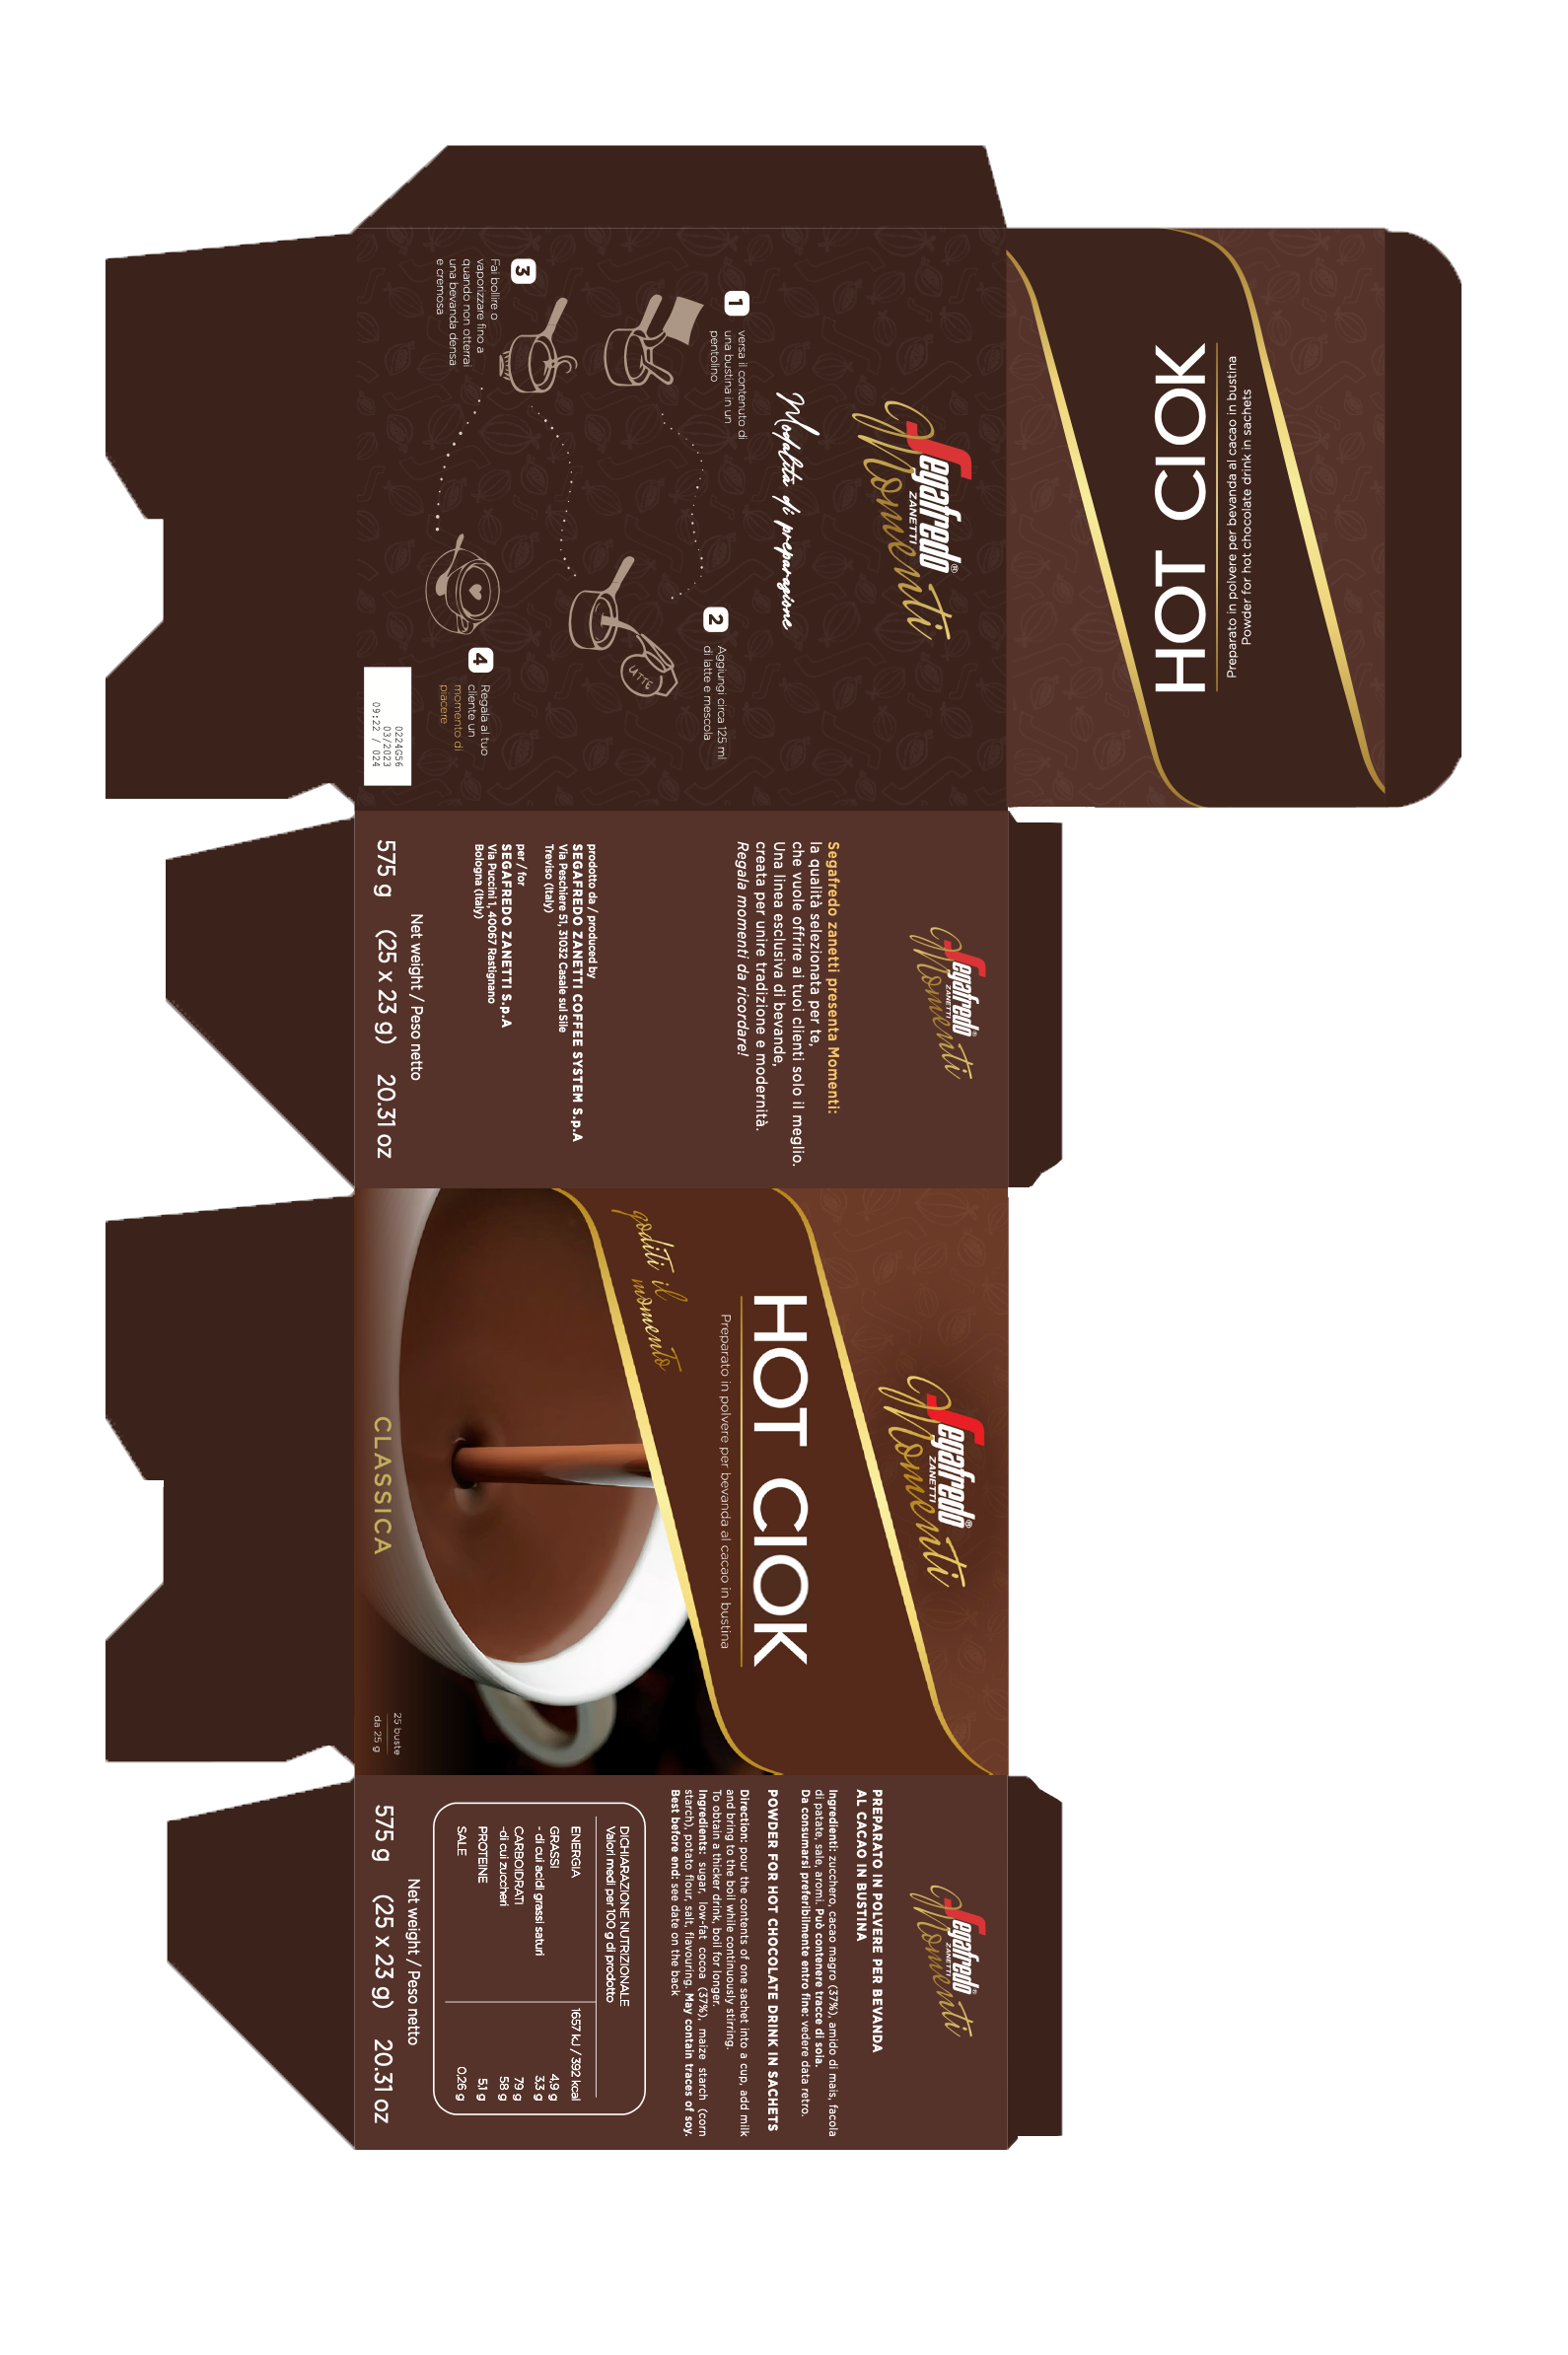 HOT CIOK
Preparato in polvere per bevanda al cacao in bustina
Powder for hot chocolate drink in sachets
Segafredo®
ZANETTI
Momenti
Modalità di preparazione
1
versa il contenuto di
una bustina in un
pentolino
2
Aggiungi circa 125 ml
di latte e mescola
LATTE
3
Fai bollire o
vaporizzare fino a
quando non otterrai
una bevanda densa
e cremosa
4
Regala al tuo
cliente un
momento di
piacere
0224G56
03/2023
09:22 / 024
Segafredo®
ZANETTI
Momenti
Segafredo zanetti presenta Momenti:
la qualità selezionata per te,
che vuole offrire ai tuoi clienti solo il meglio.
Una linea esclusiva di bevande,
creata per unire tradizione e modernità.
Regala momenti da ricordare!
prodotto da / produced by
SEGAFREDO ZANETTI COFFEE SYSTEM S.p.A
Via Peschiere 51, 31032 Casale sul Sile
Treviso (Italy)
per / for
SEGAFREDO ZANETTI S.p.A
Via Puccini 1, 40067 Rastignano
Bologna (Italy)
Net weight / Peso netto
575 g (25 x 23 g) 20.31 oz
Segafredo®
ZANETTI
Momenti
HOT CIOK
Preparato in polvere per bevanda al cacao in bustina
goditi il
momento
CLASSICA
25 buste
da 25 g
Segafredo®
ZANETTI
Momenti
PREPARATO IN POLVERE PER BEVANDA
AL CACAO IN BUSTINA
Ingredienti: zucchero, cacao magro (37%), amido di mais, facola
di patate, sale, aromi. Può contenere tracce di soia.
Da consumarsi preferibilmente entro fine: vedere data retro.
POWDER FOR HOT CHOCOLATE DRINK IN SACHETS
Direction: pour the contents of one sachet into a cup, add milk
and bring to the boil while continuously stirring.
To obtain a thicker drink, boil for longer.
Ingredients: sugar, low-fat cocoa (37%), maize starch (corn
starch), potato flour, salt, flavouring. May contain traces of soy.
Best before end: see date on the back
DICHIARAZIONE NUTRIZIONALE
Valori medi per 100 g di prodotto
ENERGIA 1657 kJ / 392 kcal
GRASSI 4,9 g
- di cui acidi grassi saturi 3,3 g
CARBOIDRATI 79 g
-di cui zuccheri 58 g
PROTEINE 5,1 g
SALE 0,26 g
Net weight / Peso netto
575 g (25 x 23 g) 20.31 oz